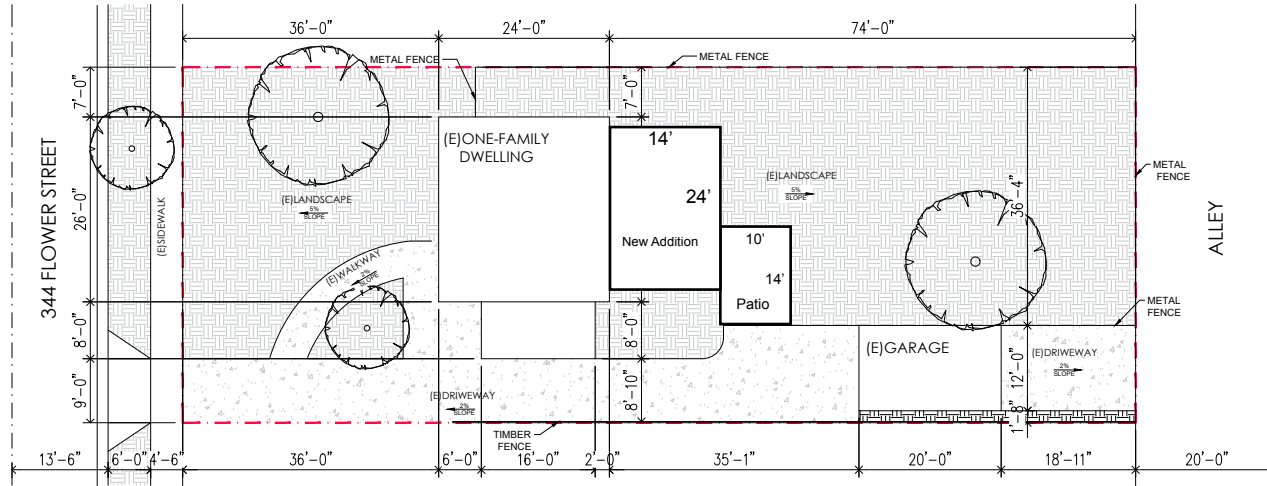 36'-0"
24'-0"
74'-0"
METAL FENCE
METAL FENCE
7'-0"
7'-0"
(E)ONE-FAMILY
DWELLING
14'
24'
New Addition
10'
14'
Patio
(E)LANDSCAPE
5%
SLOPE
(E)LANDSCAPE
5%
SLOPE
36'-4"
METAL
FENCE
ALLEY
344 FLOWER STREET
26'-0"
(E)SIDEWALK
(E)WALKWAY
2%
SLOPE
METAL
FENCE
8'-0"
8'-0"
(E)GARAGE
(E)DRIWEWAY
2%
SLOPE
12'-0"
9'-0"
(E)DRIWEWAY
2%
SLOPE
8'-10"
1'-8"
TIMBER
FENCE
13'-6"
6'-0"
4'-6"
36'-0"
6'-0"
16'-0"
2'-0"
35'-1"
20'-0"
18'-11"
20'-0"